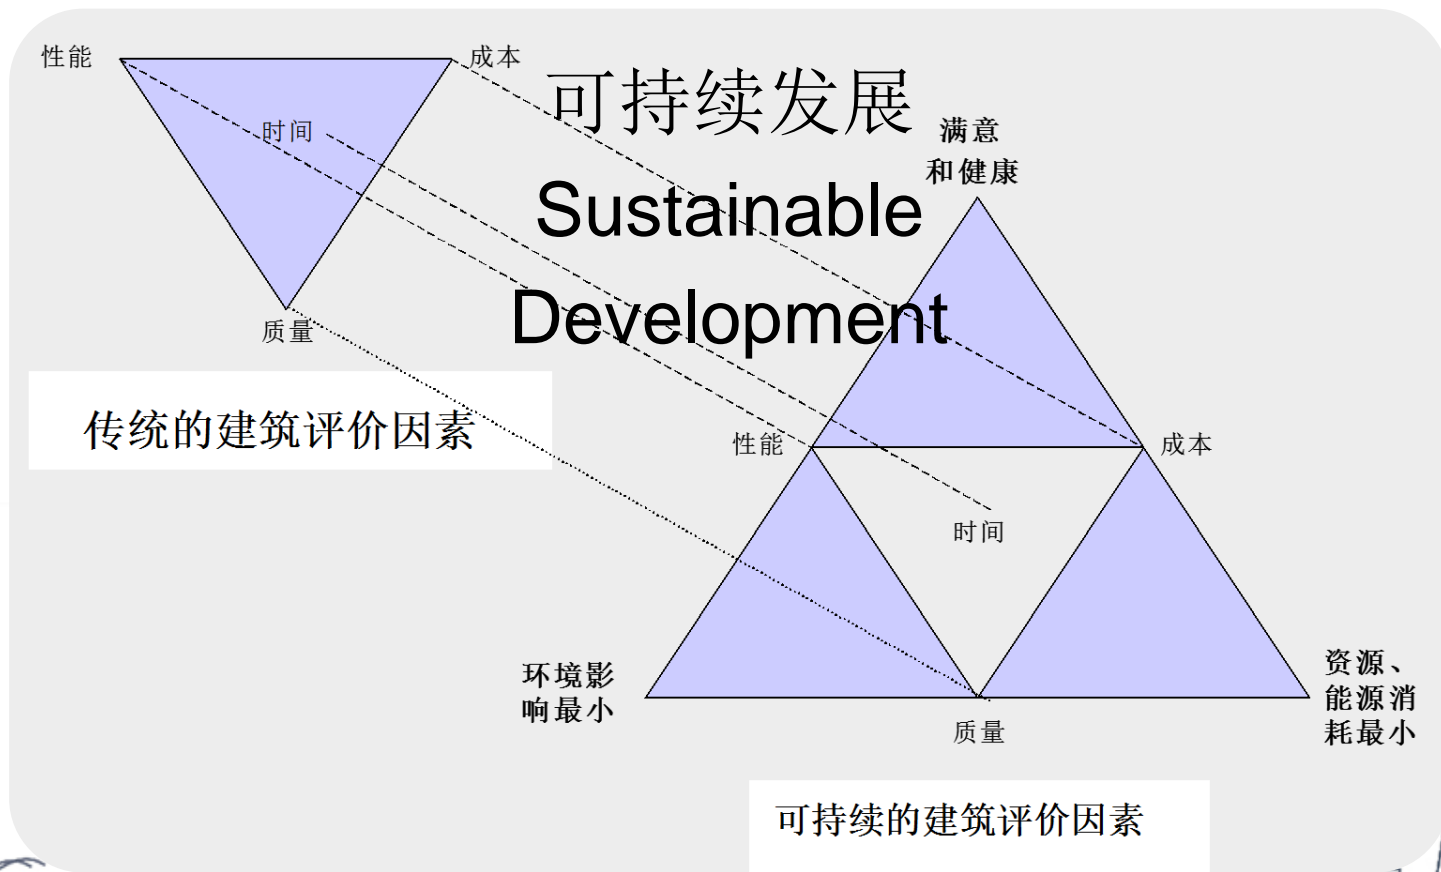 性能
成本
时间
质量
传统的建筑评价因素
可持续发展
Sustainable
Development
满意
和健康
性能
成本
时间
环境影
响最小
质量
资源、
能源消
耗最小
可持续的建筑评价因素